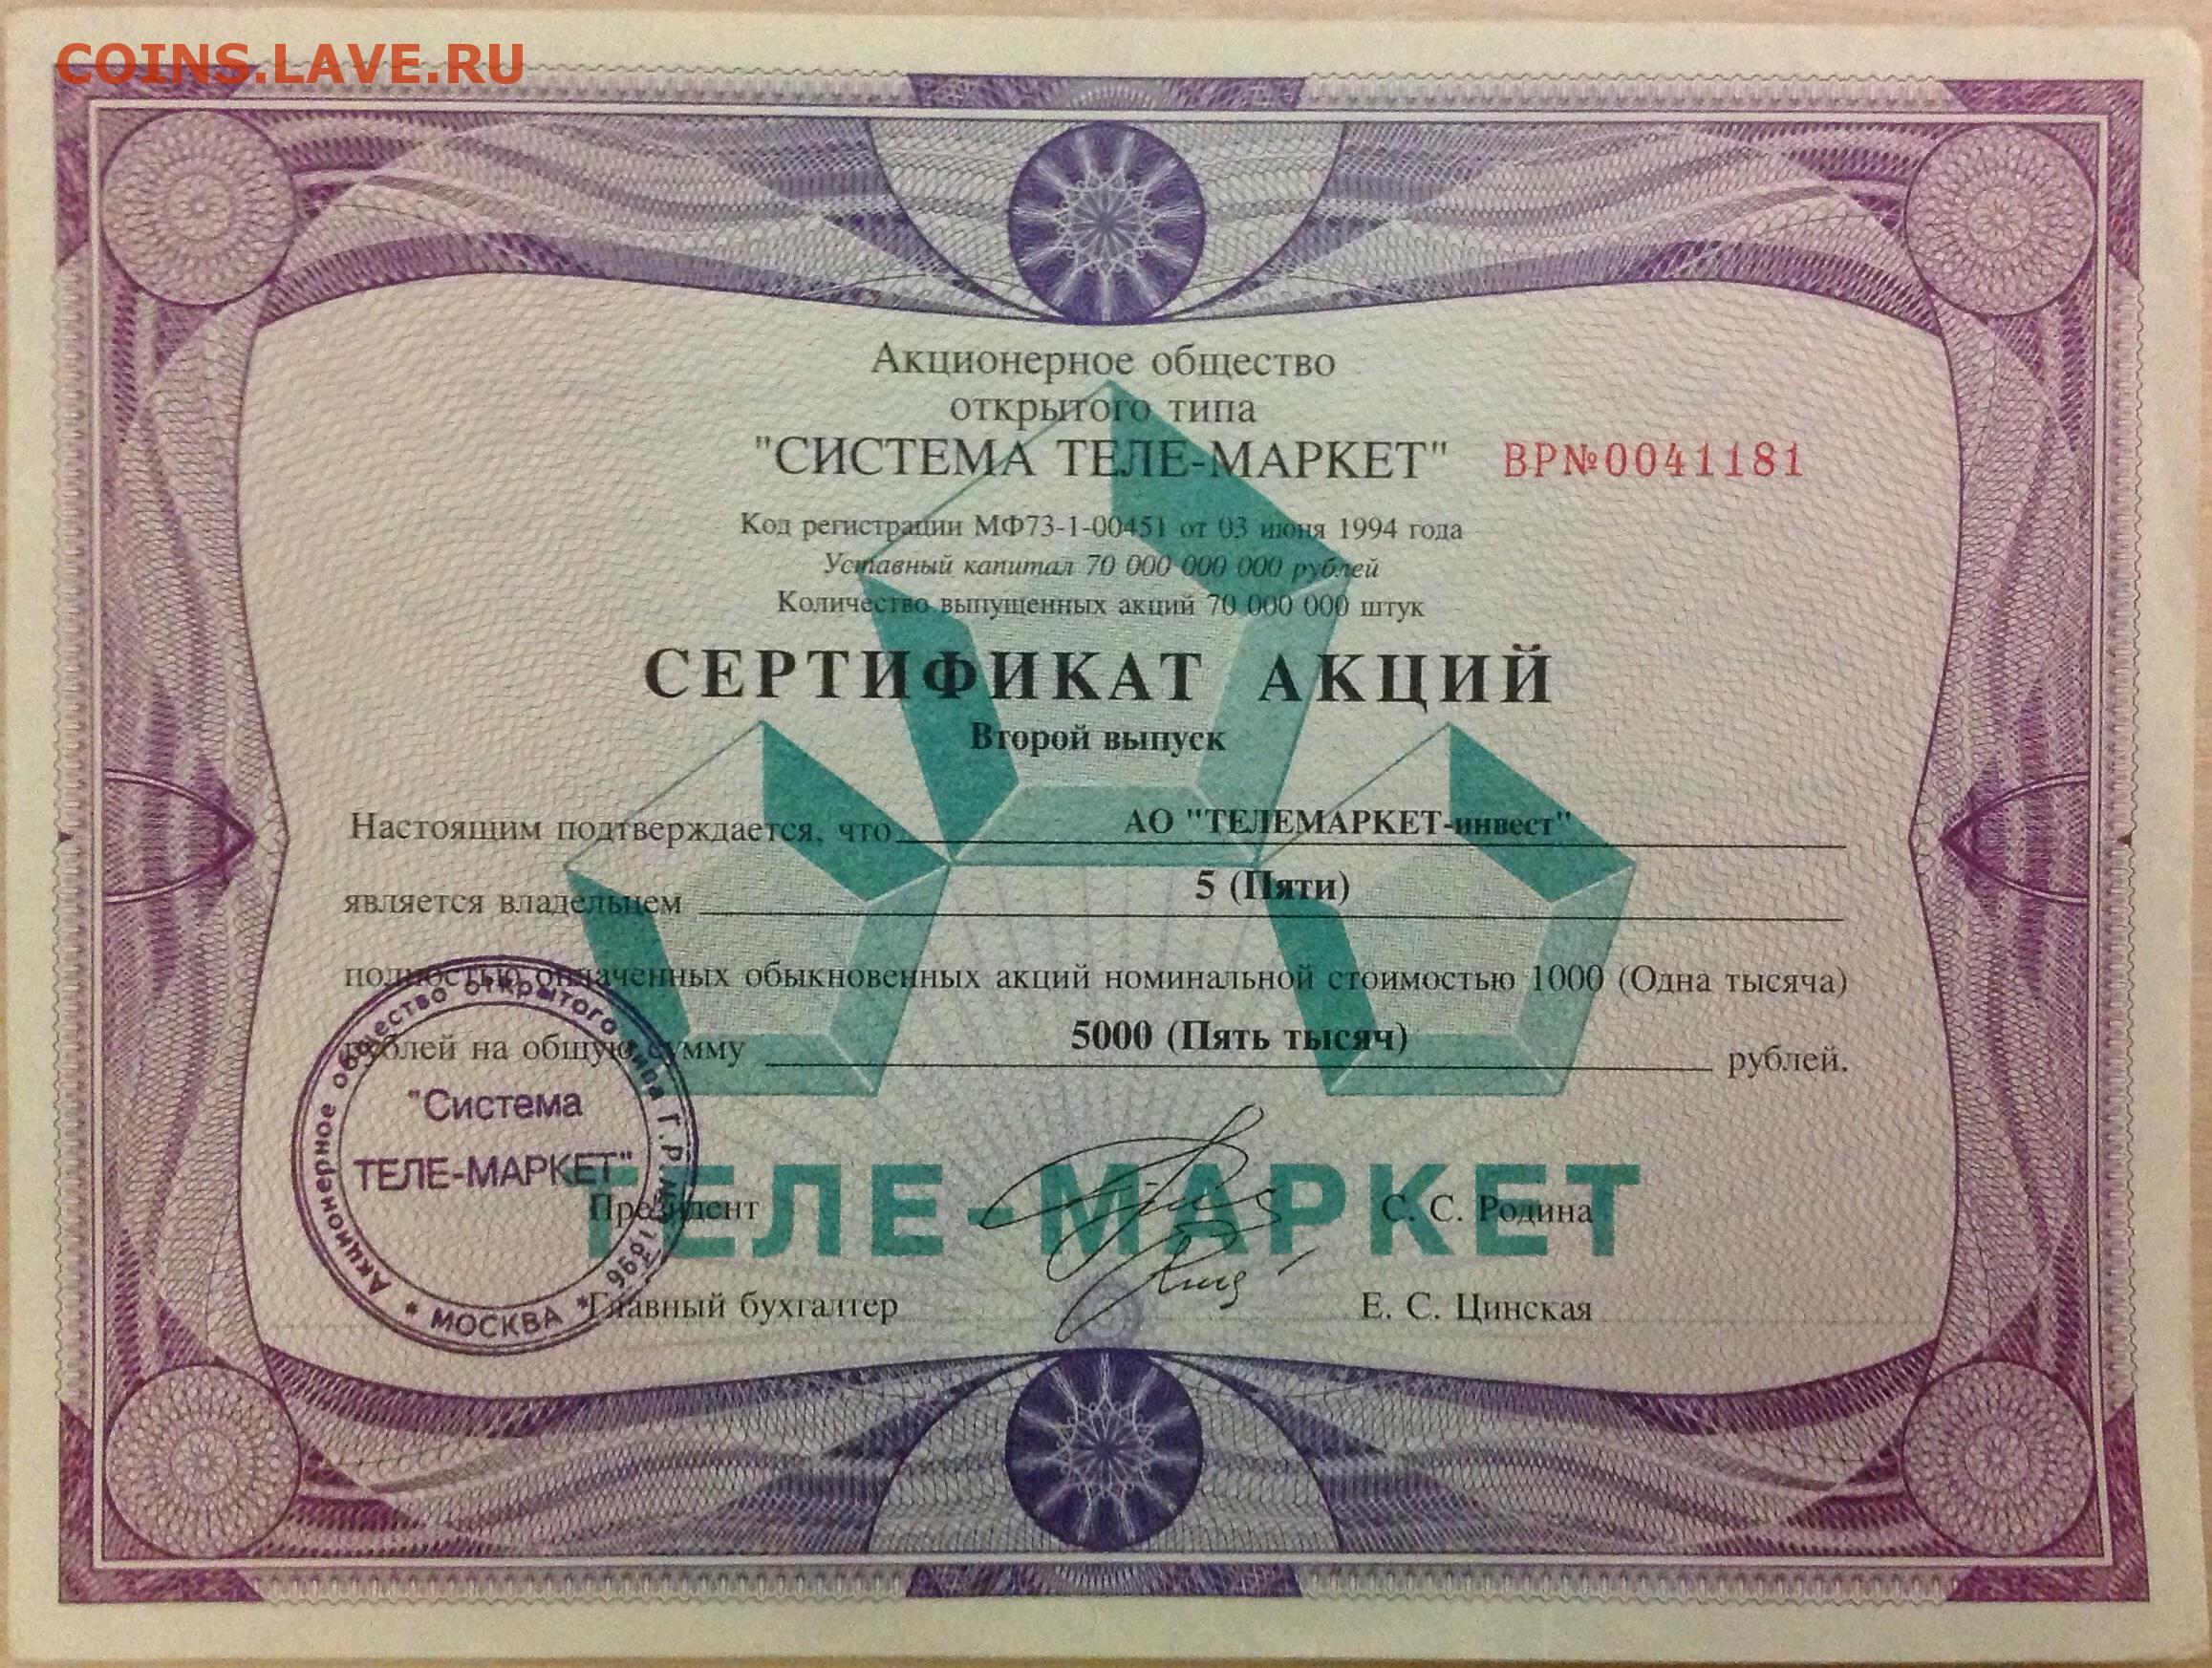 COINS.LAVE.RU
Акционерное общество
открытого типа
"СИСТЕМА ТЕЛЕ-МАРКЕТ" ВР№0041181
Код регистрации МФ73-1-00451 от 03 июня 1994 года
Уставный капитал 70 000 000 000 рублей
Количество выпущенных акций 70 000 000 штук
СЕРТИФИКАТ АКЦИЙ
Второй выпуск
Настоящим подтверждается, что АО "ТЕЛЕМАРКЕТ-инвест"
является владельцем 5 (Пяти)
полностью оплаченных обыкновенных акций номинальной стоимостью 1000 (Одна тысяча)
рублей на общую сумму 5000 (Пять тысяч) рублей.
Акционерное общество открытого типа Г.Р.
"Система
ТЕЛЕ-МАРКЕТ"
* МОСКВА *
ТЕЛЕ-МАРКЕТ
Президент С. С. Родина
Главный бухгалтер Е. С. Цинская